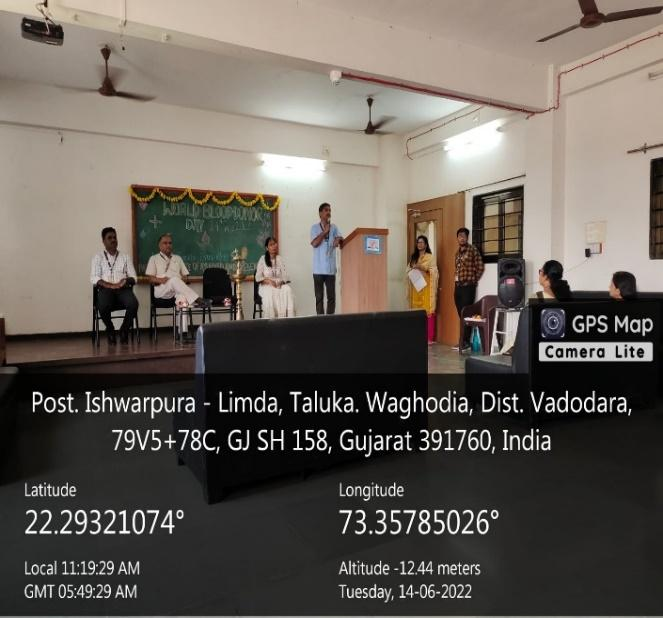 WORLD BLOOD DONOR
DAY
GPS Map
Camera Lite
Post. Ishwarpura - Limda, Taluka. Waghodia, Dist. Vadodara,
79V5+78C, GJ SH 158, Gujarat 391760, India
Latitude
22.29321074°
Longitude
73.35785026°
Local 11:19:29 AM
GMT 05:49:29 AM
Altitude -12.44 meters
Tuesday, 14-06-2022